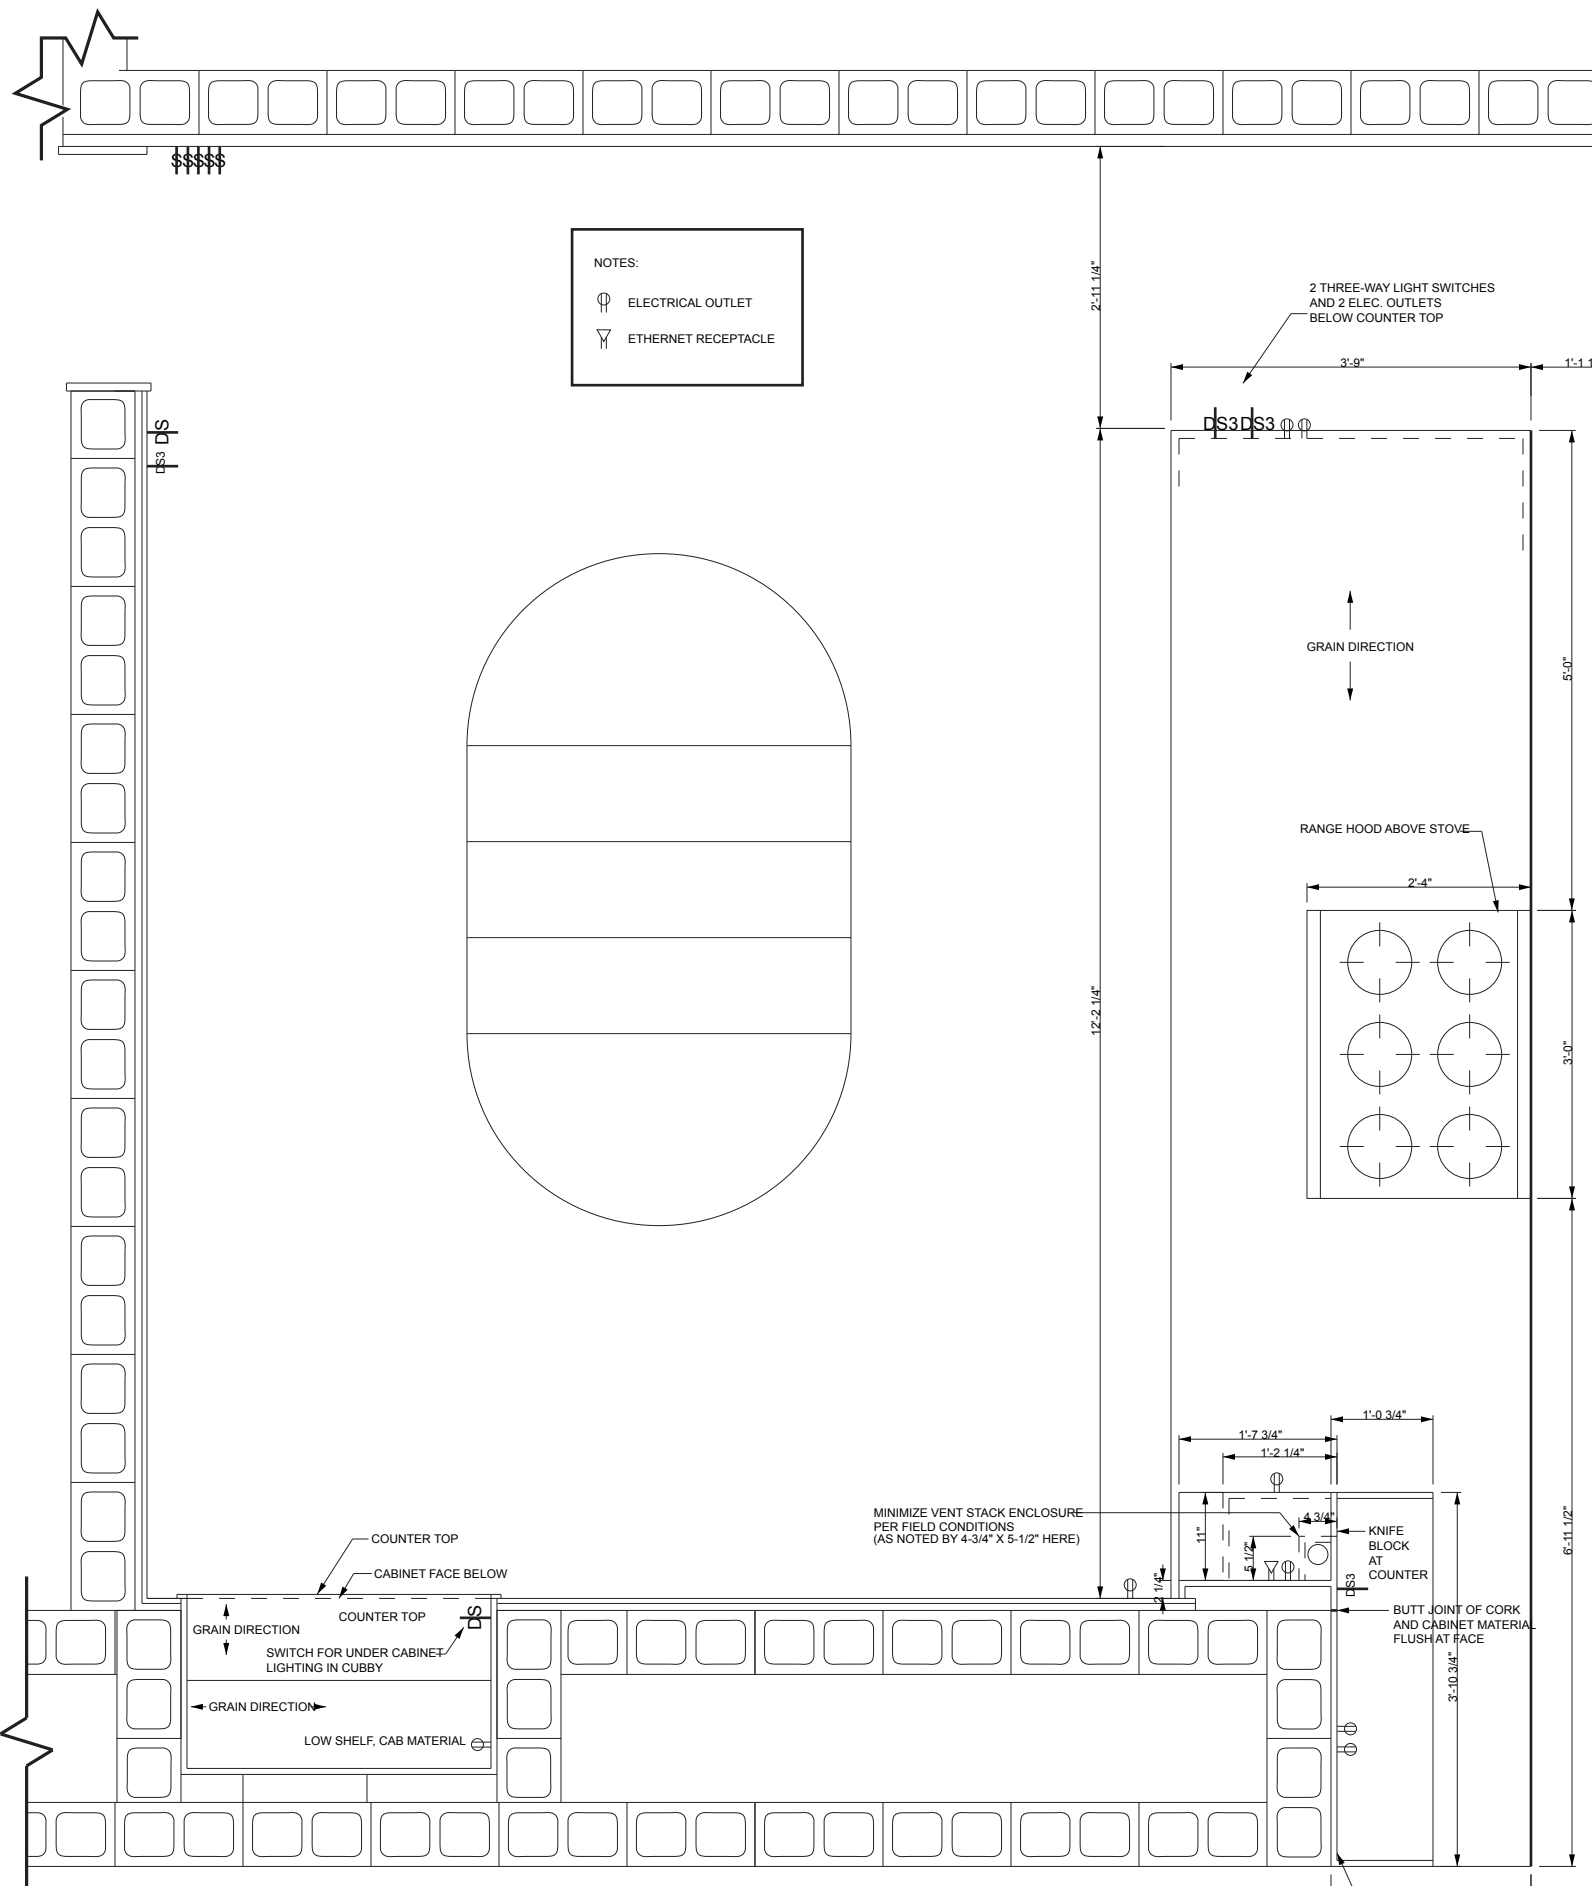 $$$$$
NOTES:
ELECTRICAL OUTLET
ETHERNET RECEPTACLE
2'-11 1/4"
2 THREE-WAY LIGHT SWITCHES
AND 2 ELEC. OUTLETS
BELOW COUNTER TOP
3'-9"
1'-1 1
DS
DS3
DS3 DS3
GRAIN DIRECTION
5'-0"
RANGE HOOD ABOVE STOVE
2'-4"
12'-2 1/4"
3'-0"
1'-0 3/4"
1'-7 3/4"
1'-2 1/4"
MINIMIZE VENT STACK ENCLOSURE
PER FIELD CONDITIONS
(AS NOTED BY 4-3/4" X 5-1/2" HERE)
11"
4 3/4"
5 1/2"
2 1/4"
KNIFE
BLOCK
AT
COUNTER
DS3
6'-11 1/2"
BUTT JOINT OF CORK
AND CABINET MATERIAL
FLUSH AT FACE
3'-10 3/4"
COUNTER TOP
CABINET FACE BELOW
COUNTER TOP
DS
GRAIN DIRECTION
SWITCH FOR UNDER CABINET
LIGHTING IN CUBBY
GRAIN DIRECTION
LOW SHELF, CAB MATERIAL